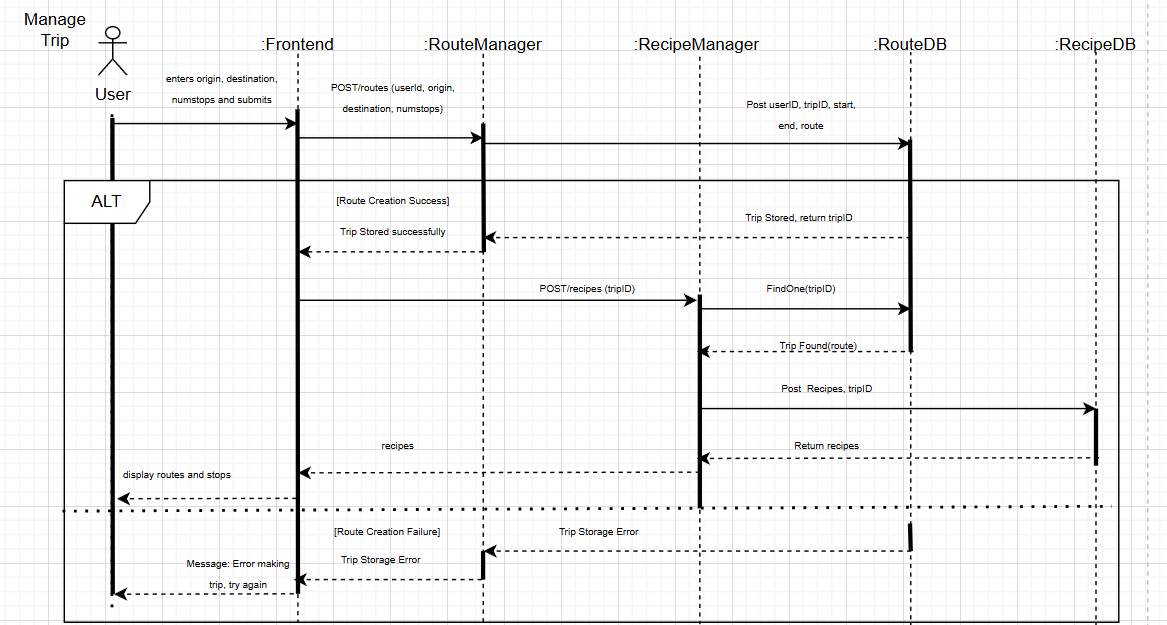 Manage
Trip
User
:Frontend
:RouteManager
:RecipeManager
:RouteDB
:RecipeDB
enters origin, destination,
numstops and submits
POST/routes (userId, origin,
destination, numstops)
Post userID, tripID, start,
end, route
ALT
[Route Creation Success]
Trip Stored, return tripID
Trip Stored successfully
POST/recipes (tripID)
FindOne(tripID)
Trip Found(route)
Post  Recipes, tripID
recipes
Return recipes
display routes and stops
[Route Creation Failure]
Trip Storage Error
Trip Storage Error
Message: Error making
trip, try again